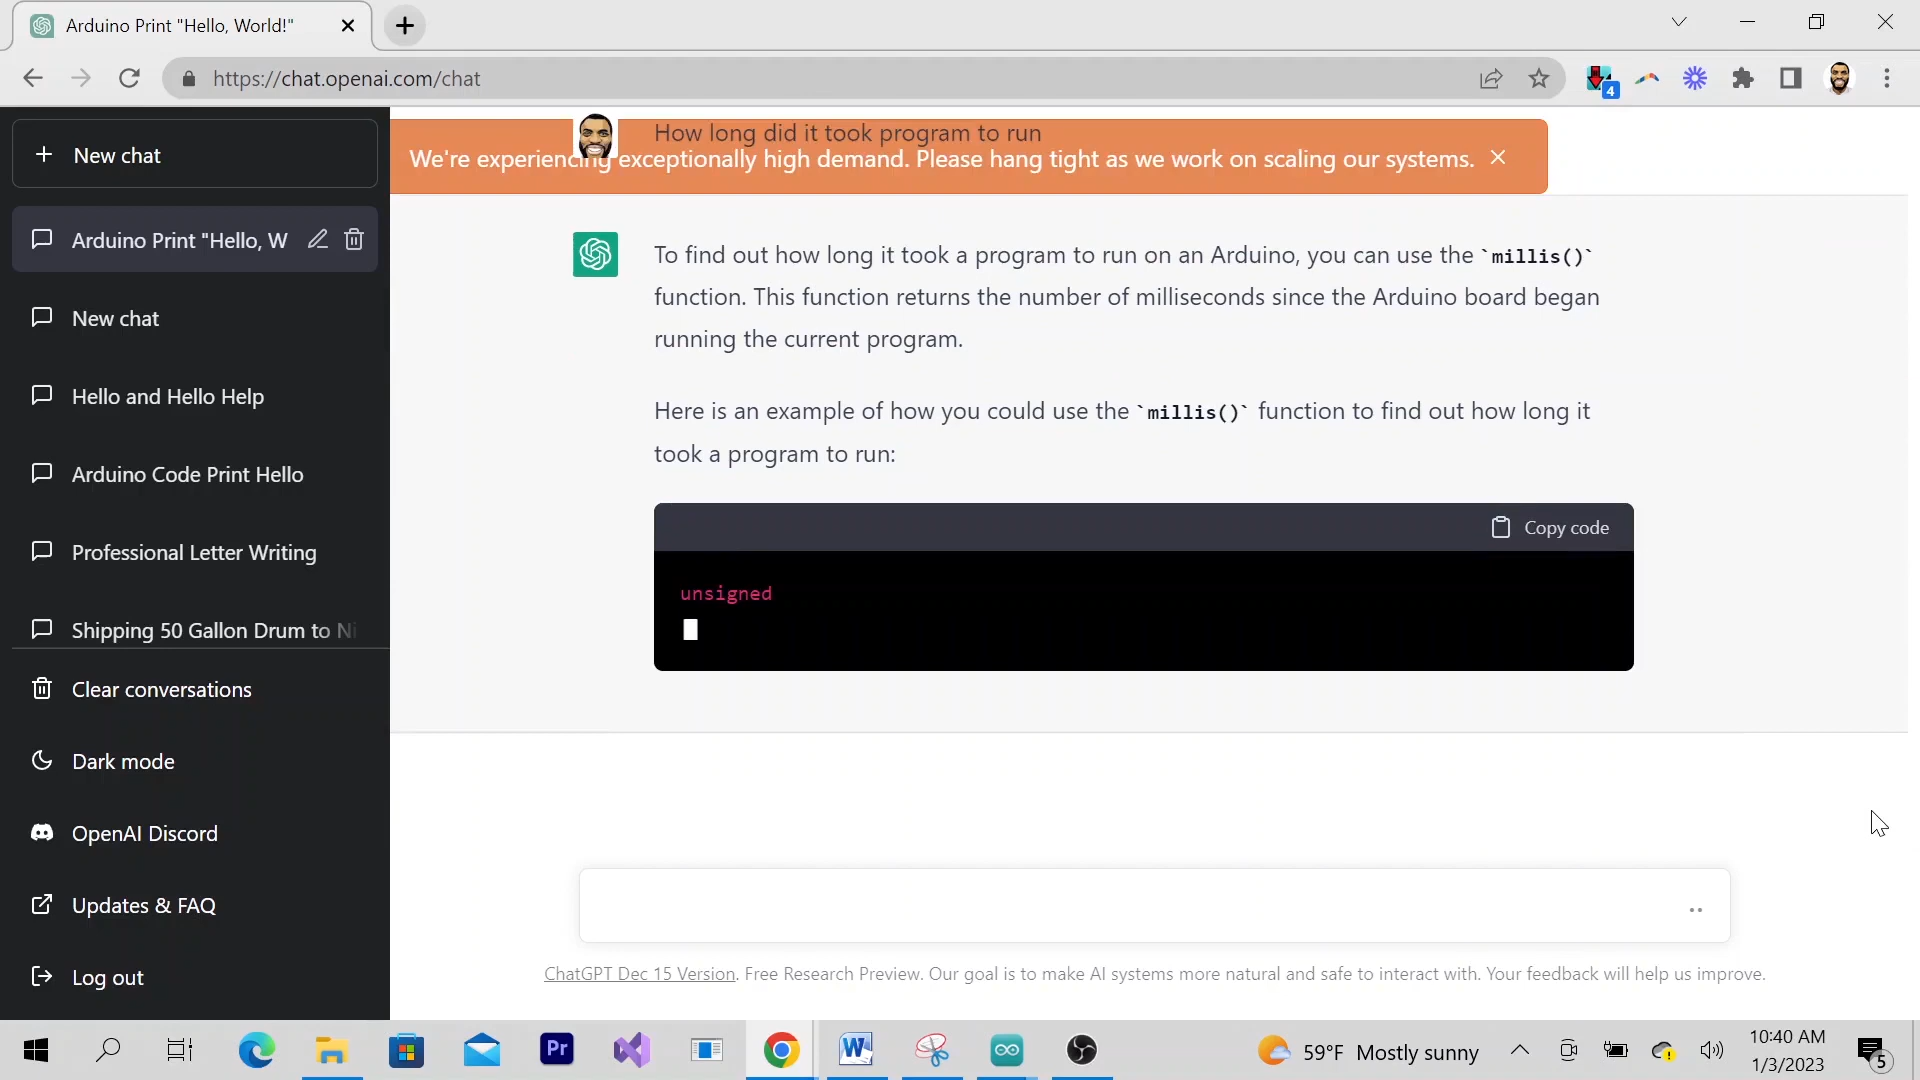 Arduino Print "Hello, World!"
https://chat.openai.com/chat
4
New chat
Arduino Print "Hello, W
New chat
Hello and Hello Help
Arduino Code Print Hello
Professional Letter Writing
Shipping 50 Gallon Drum to Ni
Clear conversations
Dark mode
OpenAI Discord
Updates & FAQ
Log out
How long did it took program to run
We're experiencing exceptionally high demand. Please hang tight as we work on scaling our systems.
To find out how long it took a program to run on an Arduino, you can use the `millis()`
function. This function returns the number of milliseconds since the Arduino board began
running the current program.
Here is an example of how you could use the `millis()` function to find out how long it
took a program to run:
Copy code
unsigned
ChatGPT Dec 15 Version. Free Research Preview. Our goal is to make AI systems more natural and safe to interact with. Your feedback will help us improve.
Pr
W
59°F Mostly sunny
10:40 AM
1/3/2023
5